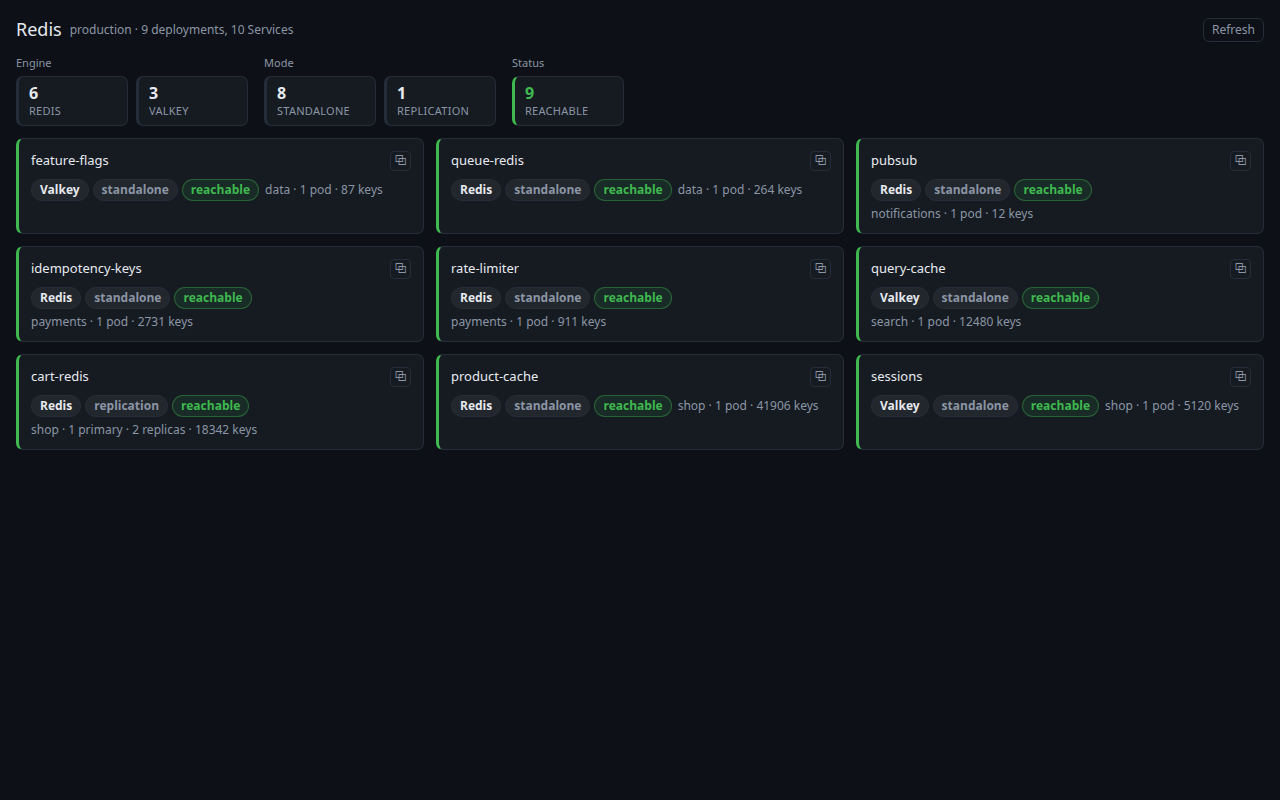 Redis production · 9 deployments, 10 Services
Refresh
Engine
Mode
Status
6
REDIS
3
VALKEY
8
STANDALONE
1
REPLICATION
9
REACHABLE
feature-flags
Valkey standalone reachable data · 1 pod · 87 keys
queue-redis
Redis standalone reachable data · 1 pod · 264 keys
pubsub
Redis standalone reachable
notifications · 1 pod · 12 keys
idempotency-keys
Redis standalone reachable
payments · 1 pod · 2731 keys
rate-limiter
Redis standalone reachable
payments · 1 pod · 911 keys
query-cache
Valkey standalone reachable
search · 1 pod · 12480 keys
cart-redis
Redis replication reachable
shop · 1 primary · 2 replicas · 18342 keys
product-cache
Redis standalone reachable shop · 1 pod · 41906 keys
sessions
Valkey standalone reachable shop · 1 pod · 5120 keys